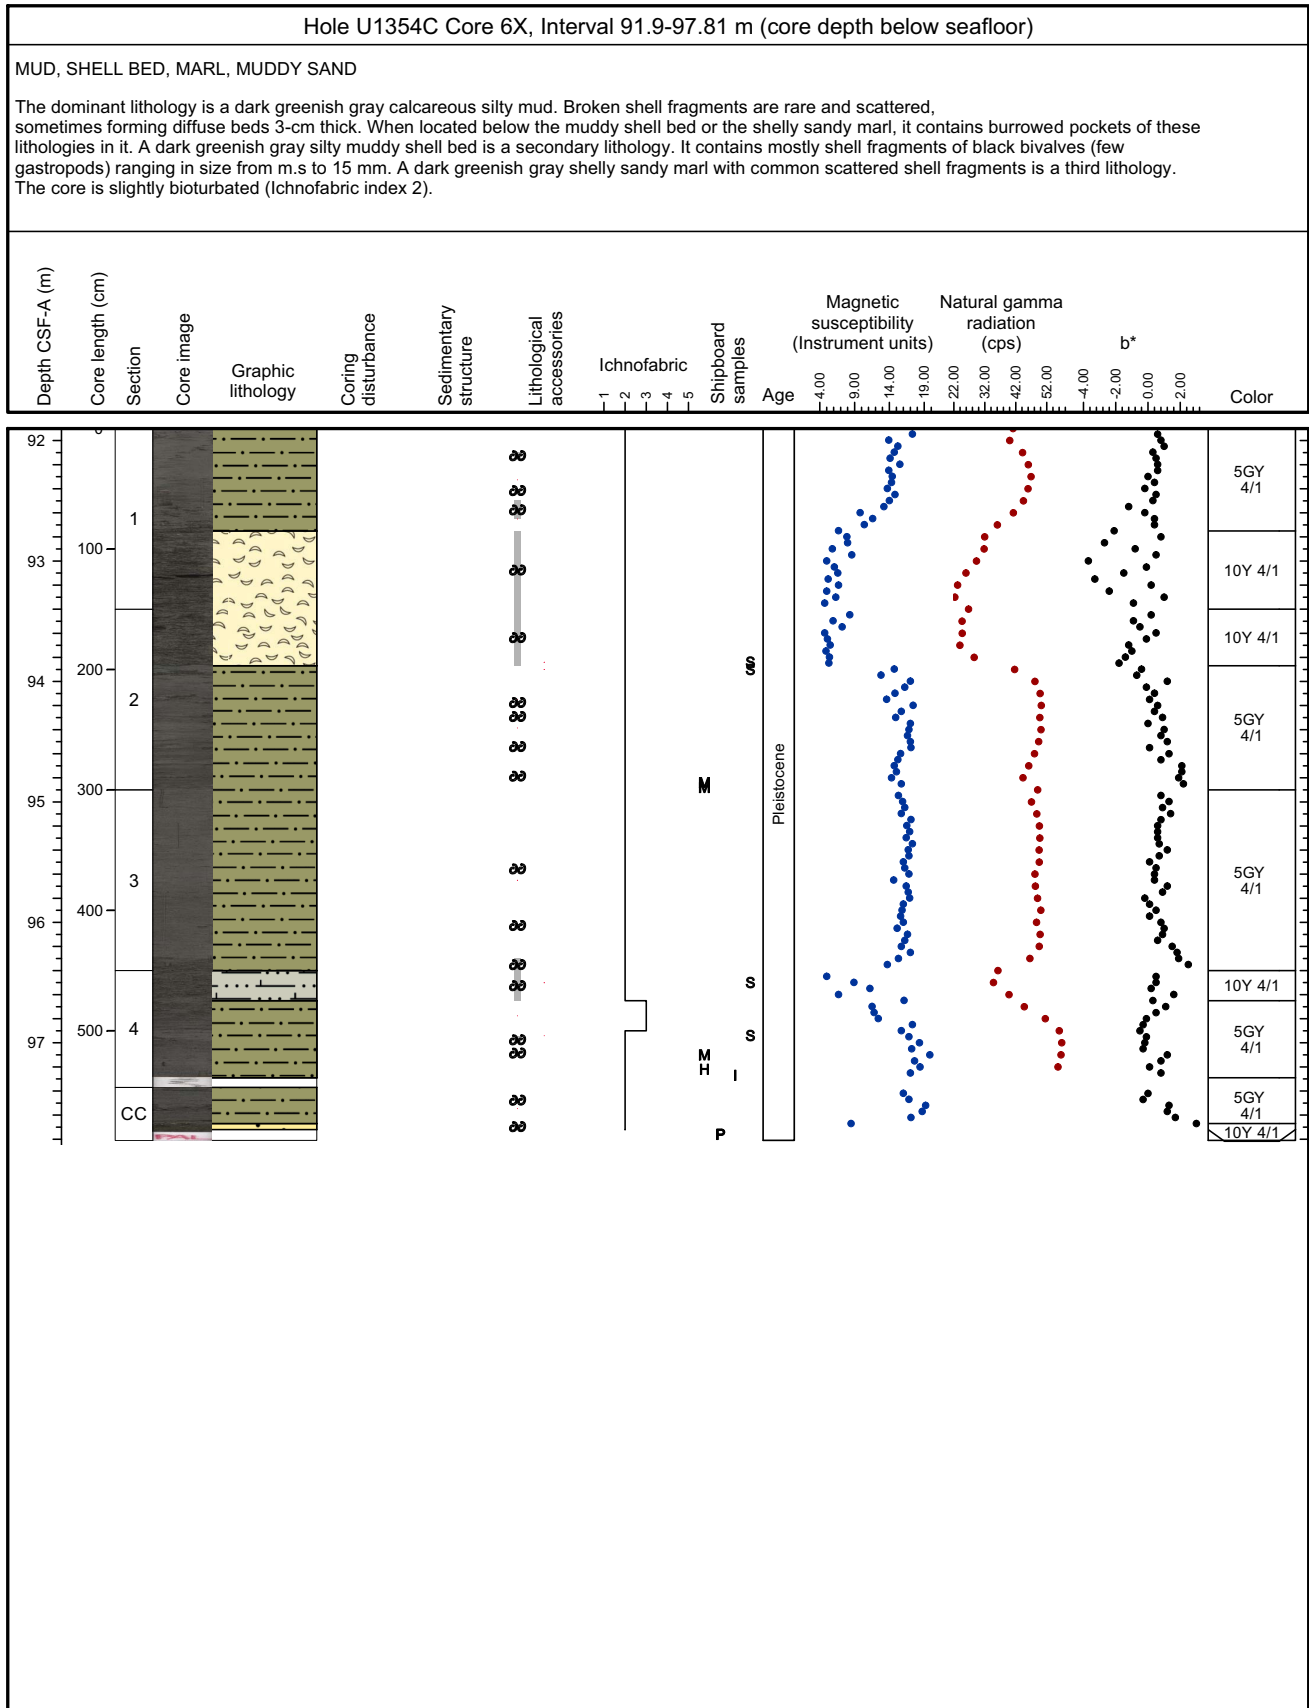 Hole U1354C Core 6X, Interval 91.9-97.81 m (core depth below seafloor)
MUD, SHELL BED, MARL, MUDDY SAND
The dominant lithology is a dark greenish gray calcareous silty mud. Broken shell fragments are rare and scattered,
sometimes forming diffuse beds 3-cm thick. When located below the muddy shell bed or the shelly sandy marl, it contains burrowed pockets of these
lithologies in it. A dark greenish gray silty muddy shell bed is a secondary lithology. It contains mostly shell fragments of black bivalves (few
gastropods) ranging in size from m.s to 15 mm. A dark greenish gray shelly sandy marl with common scattered shell fragments is a third lithology.
The core is slightly bioturbated (Ichnofabric index 2).
Depth CSF-A (m)
Core length (cm)
Section
Core image
Graphic
lithology
Coring
disturbance
Sedimentary
structure
Lithological
accessories
Ichnofabric
1 2 3 4 5
Shipboard
samples
Age
Magnetic
susceptibility
(Instrument units)
4.00 9.00 14.00 19.00
Natural gamma
radiation
(cps)
22.00 32.00 42.00 52.00
b*
-4.00 -2.00 0.00 2.00
Color
92
93
94
95
96
97
0
100
200
300
400
500
1
2
3
4
CC
PAL
S
S
M
M
S
S
M
H
I
P
Pleistocene
5GY
4/1
10Y 4/1
10Y 4/1
5GY
4/1
5GY
4/1
10Y 4/1
5GY
4/1
5GY
4/1
10Y 4/1